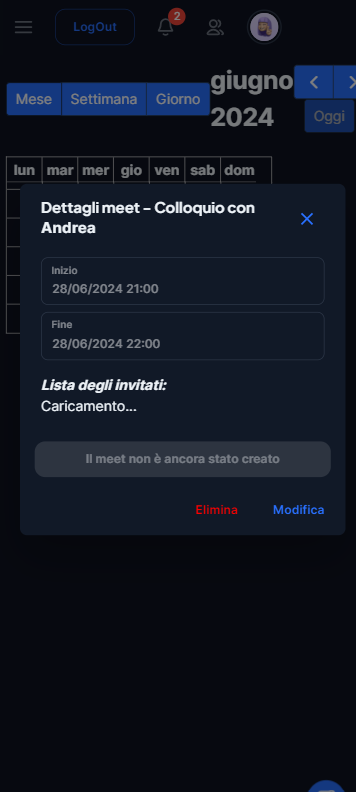 LogOut
2
Mese
Settimana
Giorno
giugno
2024
Oggi
lun mar mer gio ven sab dom
Dettagli meet - Colloquio con
Andrea
Inizio
28/06/2024 21:00
Fine
28/06/2024 22:00
Lista degli invitati:
Caricamento...
Il meet non è ancora stato creato
Elimina
Modifica